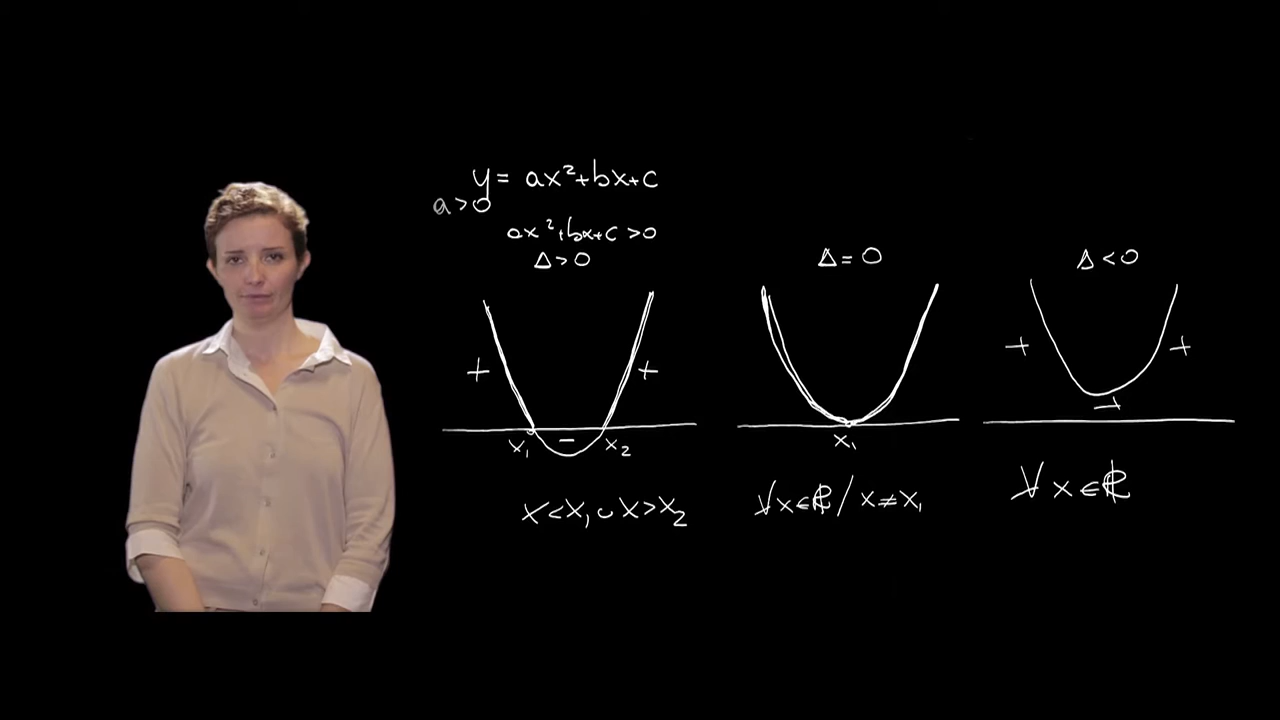 y = ax²+bx+c
a>0
ax²+bx+c >0
Δ>0
+ − +
x₁ x₂
x<x₁ ∪ x>x₂
Δ=0
x₁
∀x∈ℝ / x≠x₁
Δ<0
+ +
+
∀x∈ℝ